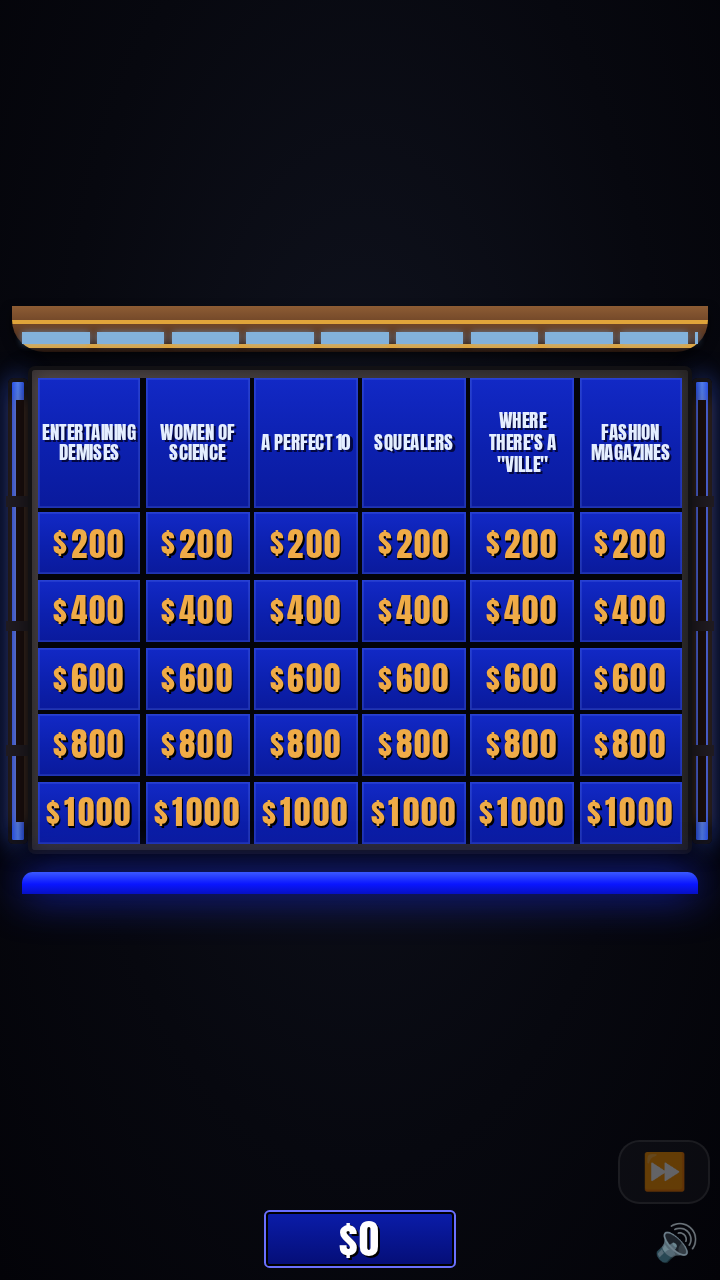 ENTERTAINING
DEMISES
WOMEN OF
SCIENCE
A PERFECT 10
SQUEALERS
WHERE
THERE'S A
"VILLE"
FASHION
MAGAZINES
$200 $200 $200 $200 $200 $200
$400 $400 $400 $400 $400 $400
$600 $600 $600 $600 $600 $600
$800 $800 $800 $800 $800 $800
$1000 $1000 $1000 $1000 $1000 $1000
$0